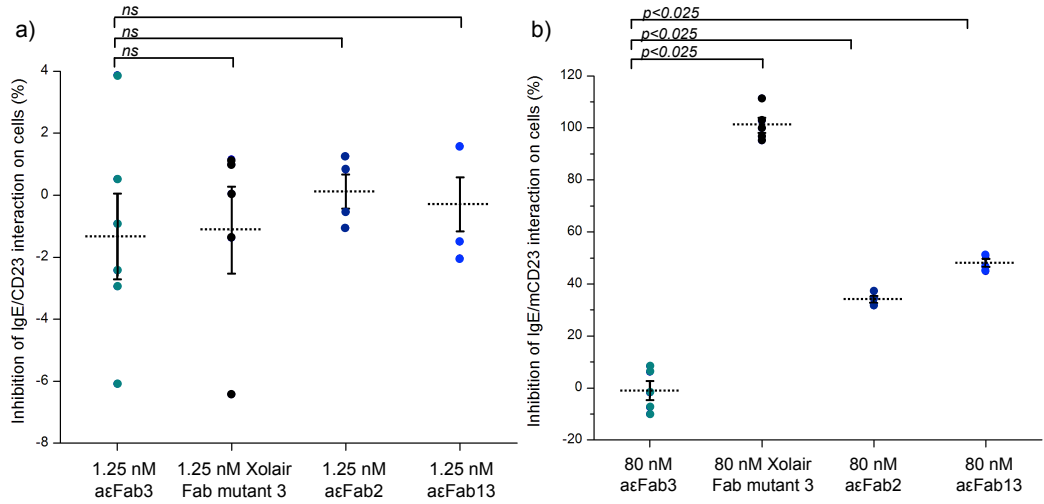 a)
ns
ns
ns
Inhibition of IgE/CD23 interaction on cells (%)
4
2
0
-2
-4
-6
-8
1.25 nM
aεFab3
1.25 nM Xolair
Fab mutant 3
1.25 nM
aεFab2
1.25 nM
aεFab13
b)
p<0.025
p<0.025
p<0.025
Inhibition of IgE/mCD23 interaction on cells (%)
120
100
80
60
40
20
0
-20
80 nM
aεFab3
80 nM Xolair
Fab mutant 3
80 nM
aεFab2
80 nM
aεFab13